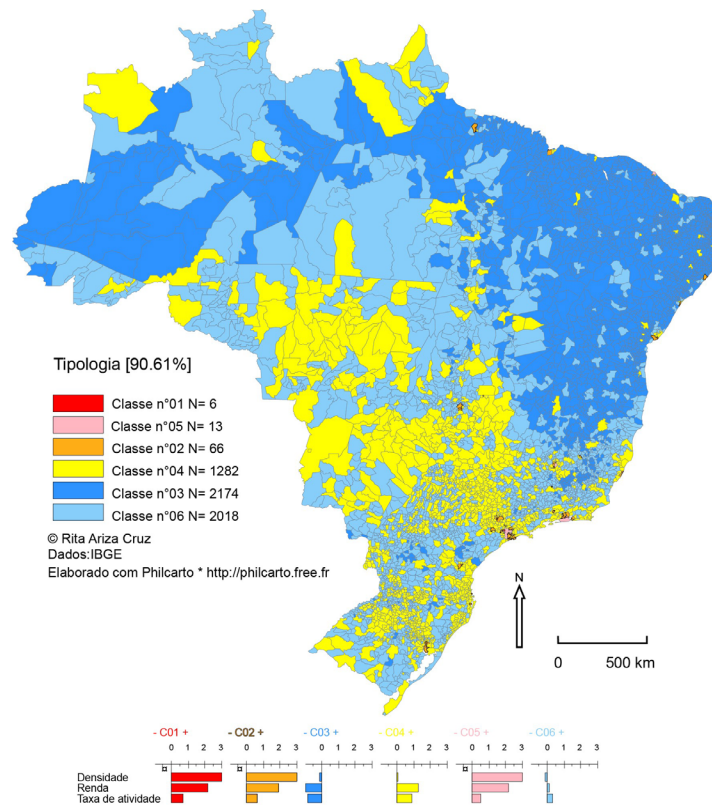 Tipologia [90.61%]
Classe n°01 N= 6
Classe n°05 N= 13
Classe n°02 N= 66
Classe n°04 N= 1282
Classe n°03 N= 2174
Classe n°06 N= 2018
© Rita Ariza Cruz
Dados:IBGE
Elaborado com Philcarto * http://philcarto.free.fr
N
0 500 km
- C01 + - C02 + - C03 + - C04 + - C05 + - C06 +
0 1 2 3 0 1 2 3 0 1 2 3 0 1 2 3 0 1 2 3 0 1 2 3
Densidade
Renda
Taxa de atividade